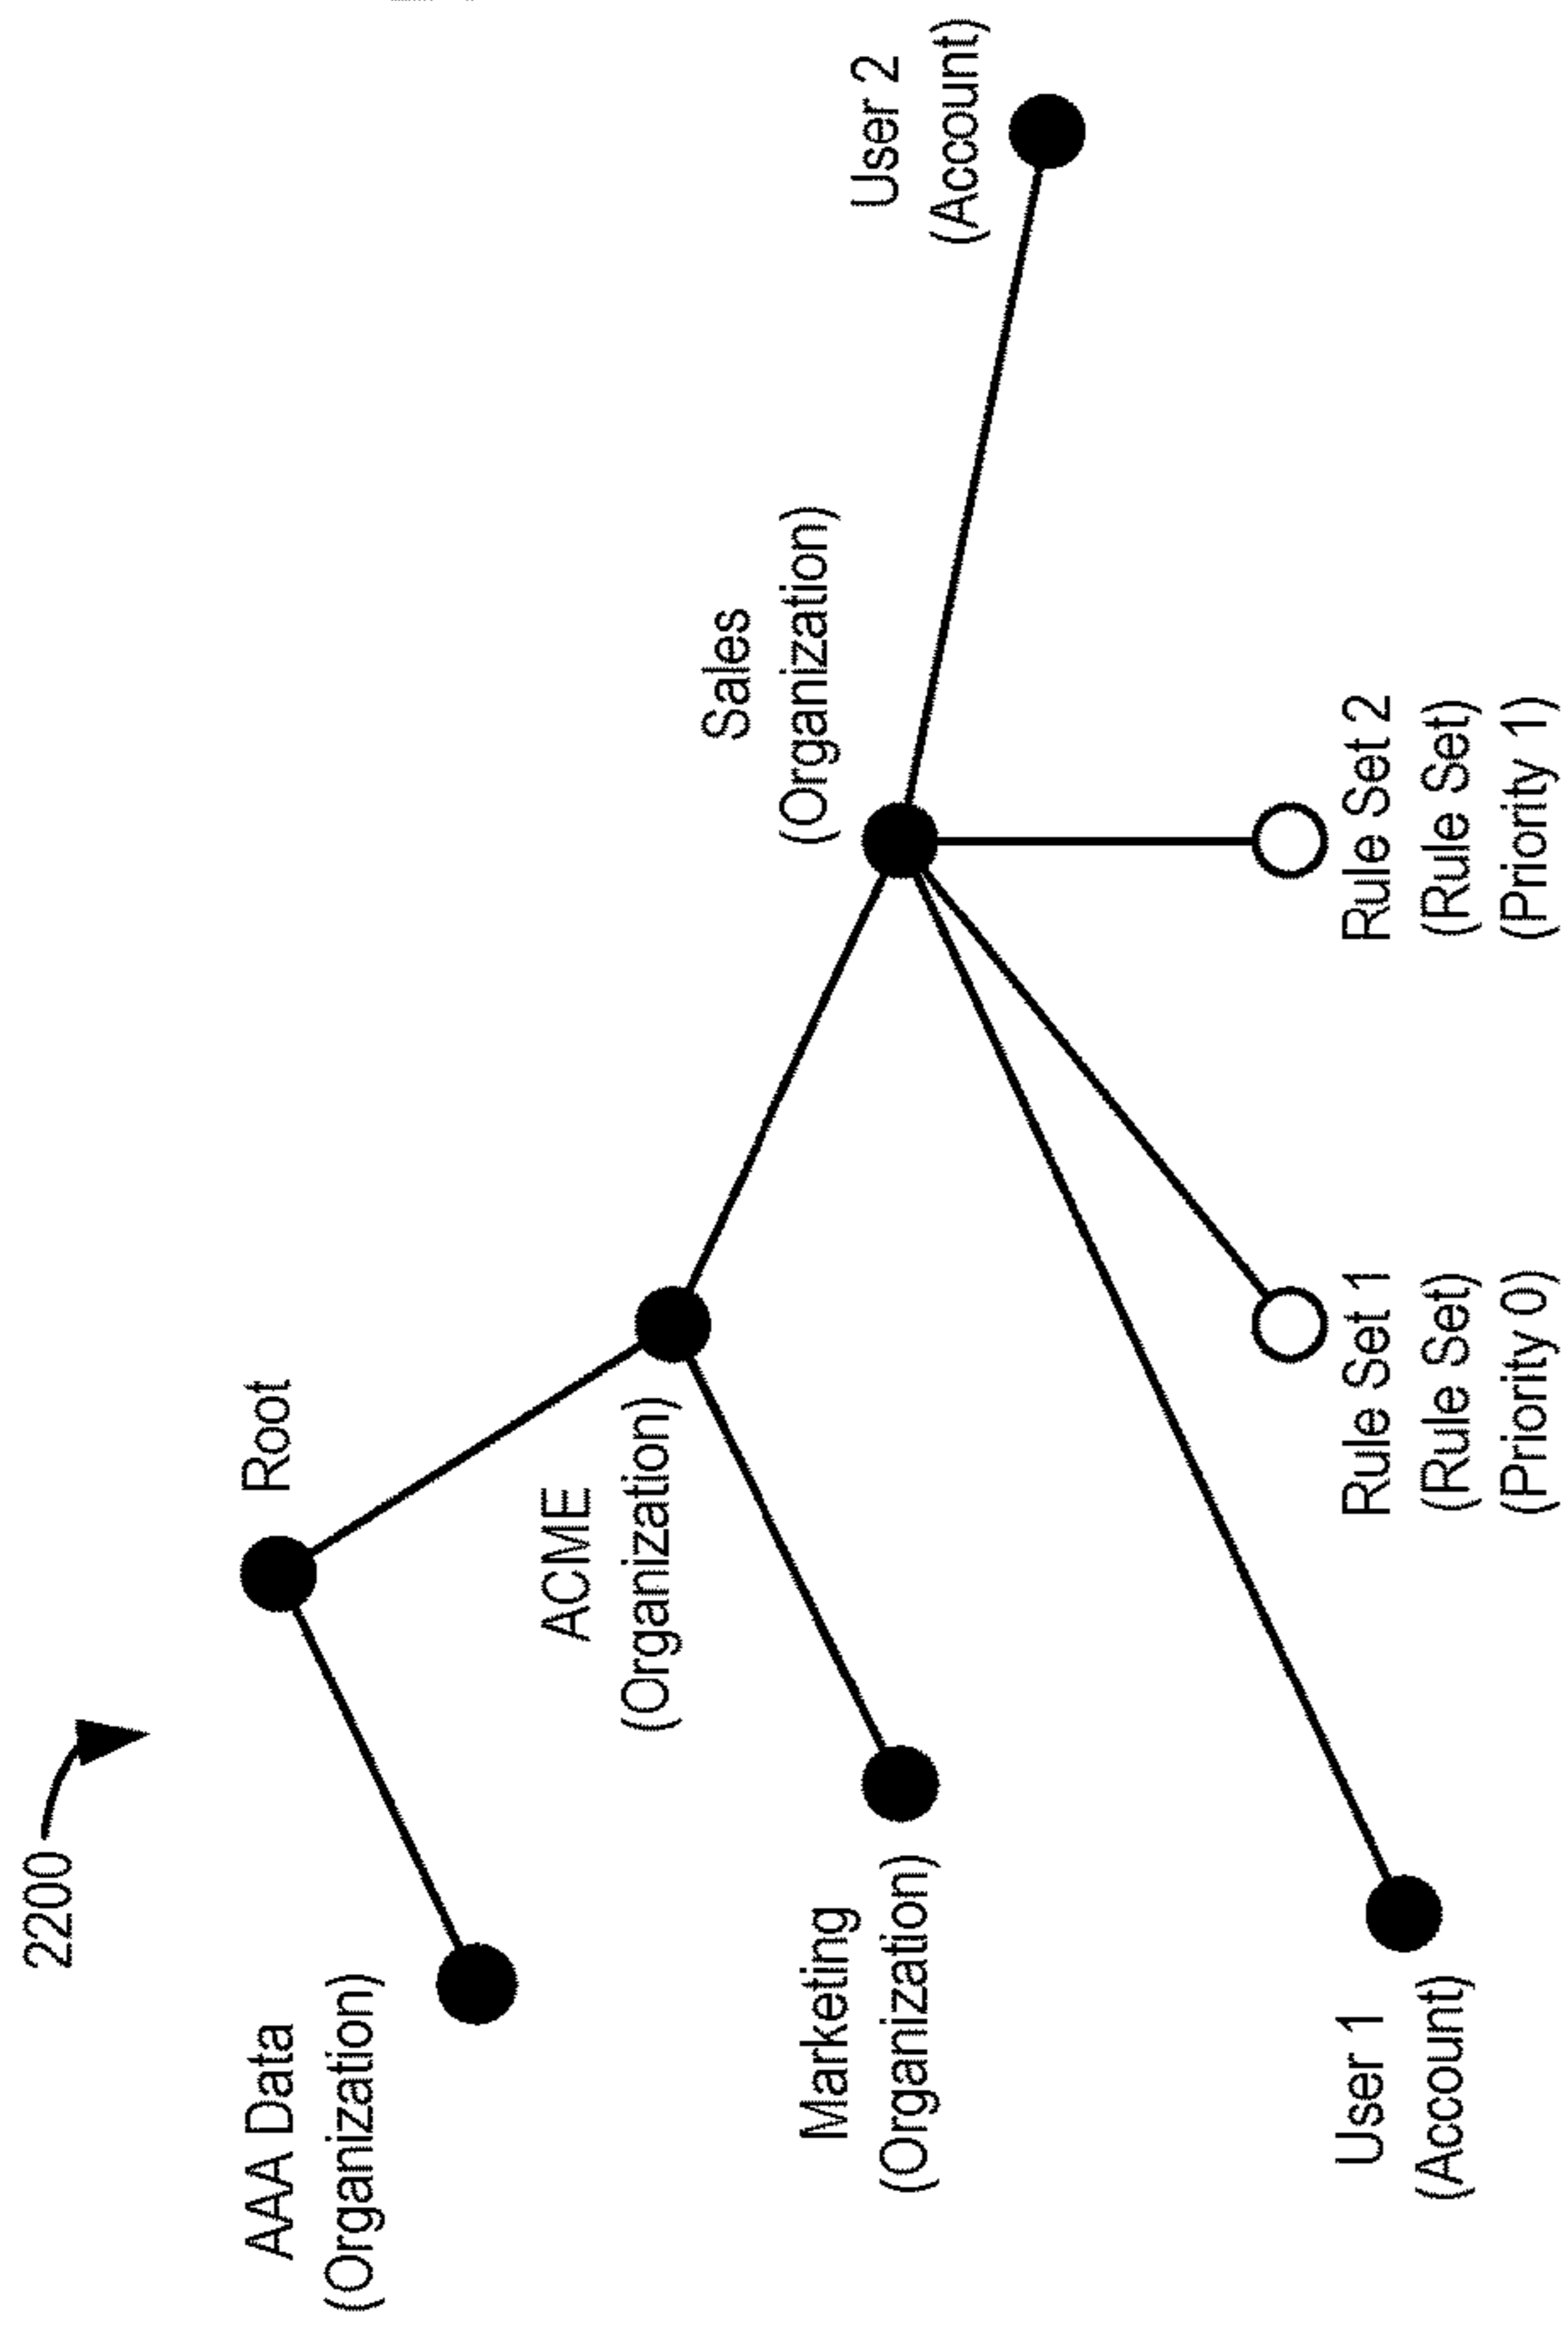 2200
Root
AAA Data
(Organization)
ACME
(Organization)
Sales
(Organization)
Marketing
(Organization)
User 2
(Account)
User 1
(Account)
Rule Set 1
(Rule Set)
(Priority 0)
Rule Set 2
(Rule Set)
(Priority 1)